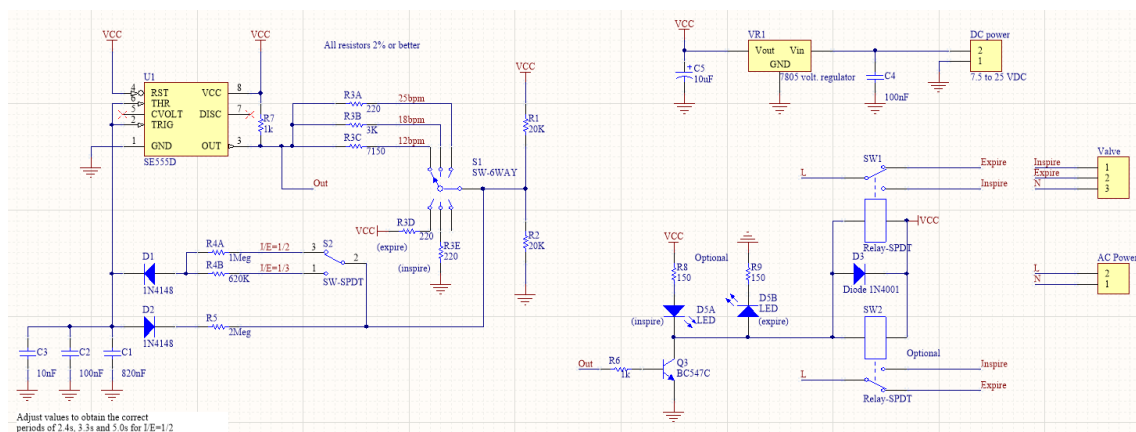 All resistors 2% or better
VCC
VCC
U1
4 RST VCC 8
6 THR
5 CVOLT DISC 7
2 TRIG
1 GND OUT 3
SE555D
R7
1k
R3A
220
25bpm
R3B
3K
18bpm
R3C
7150
12bpm
Out
S1
SW-6WAY
VCC
R1
20K
R2
20K
VCC
R3D
220
(expire)
R3E
220
(inspire)
R4A
1Meg
I/E=1/2
3
S2
2
R4B
620K
I/E=1/3
1
SW-SPDT
D1
1N4148
D2
1N4148
R5
2Meg
C3
10nF
C2
100nF
C1
820nF
Adjust values to obtain the correct
periods of 2.4s, 3.3s and 5.0s for I/E=1/2
VCC
C5
10uF
VR1
Vout Vin
GND
7805 volt. regulator
C4
100nF
DC power
2
1
7.5 to 25 VDC
SW1
L
Expire
Inspire
Relay-SPDT
VCC
Valve
Inspire 1
Expire 2
N 3
AC Power
L 2
N 1
VCC
R8
150
Optional
R9
150
D5A
LED
(inspire)
D5B
LED
(expire)
D3
Diode 1N4001
SW2
Optional
L
Inspire
Expire
Relay-SPDT
Out
R6
1k
Q3
BC547C